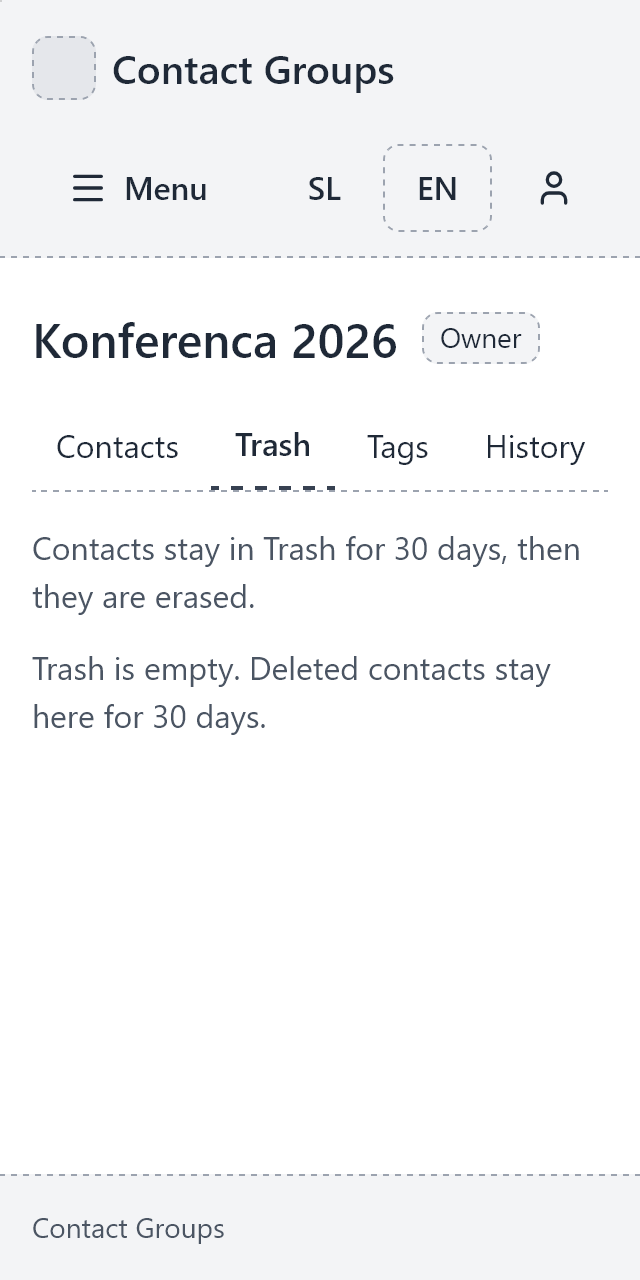 Contact Groups
Menu
SL
EN
Konferenca 2026
Owner
Contacts
Trash
Tags
History
Contacts stay in Trash for 30 days, then
they are erased.
Trash is empty. Deleted contacts stay
here for 30 days.
Contact Groups